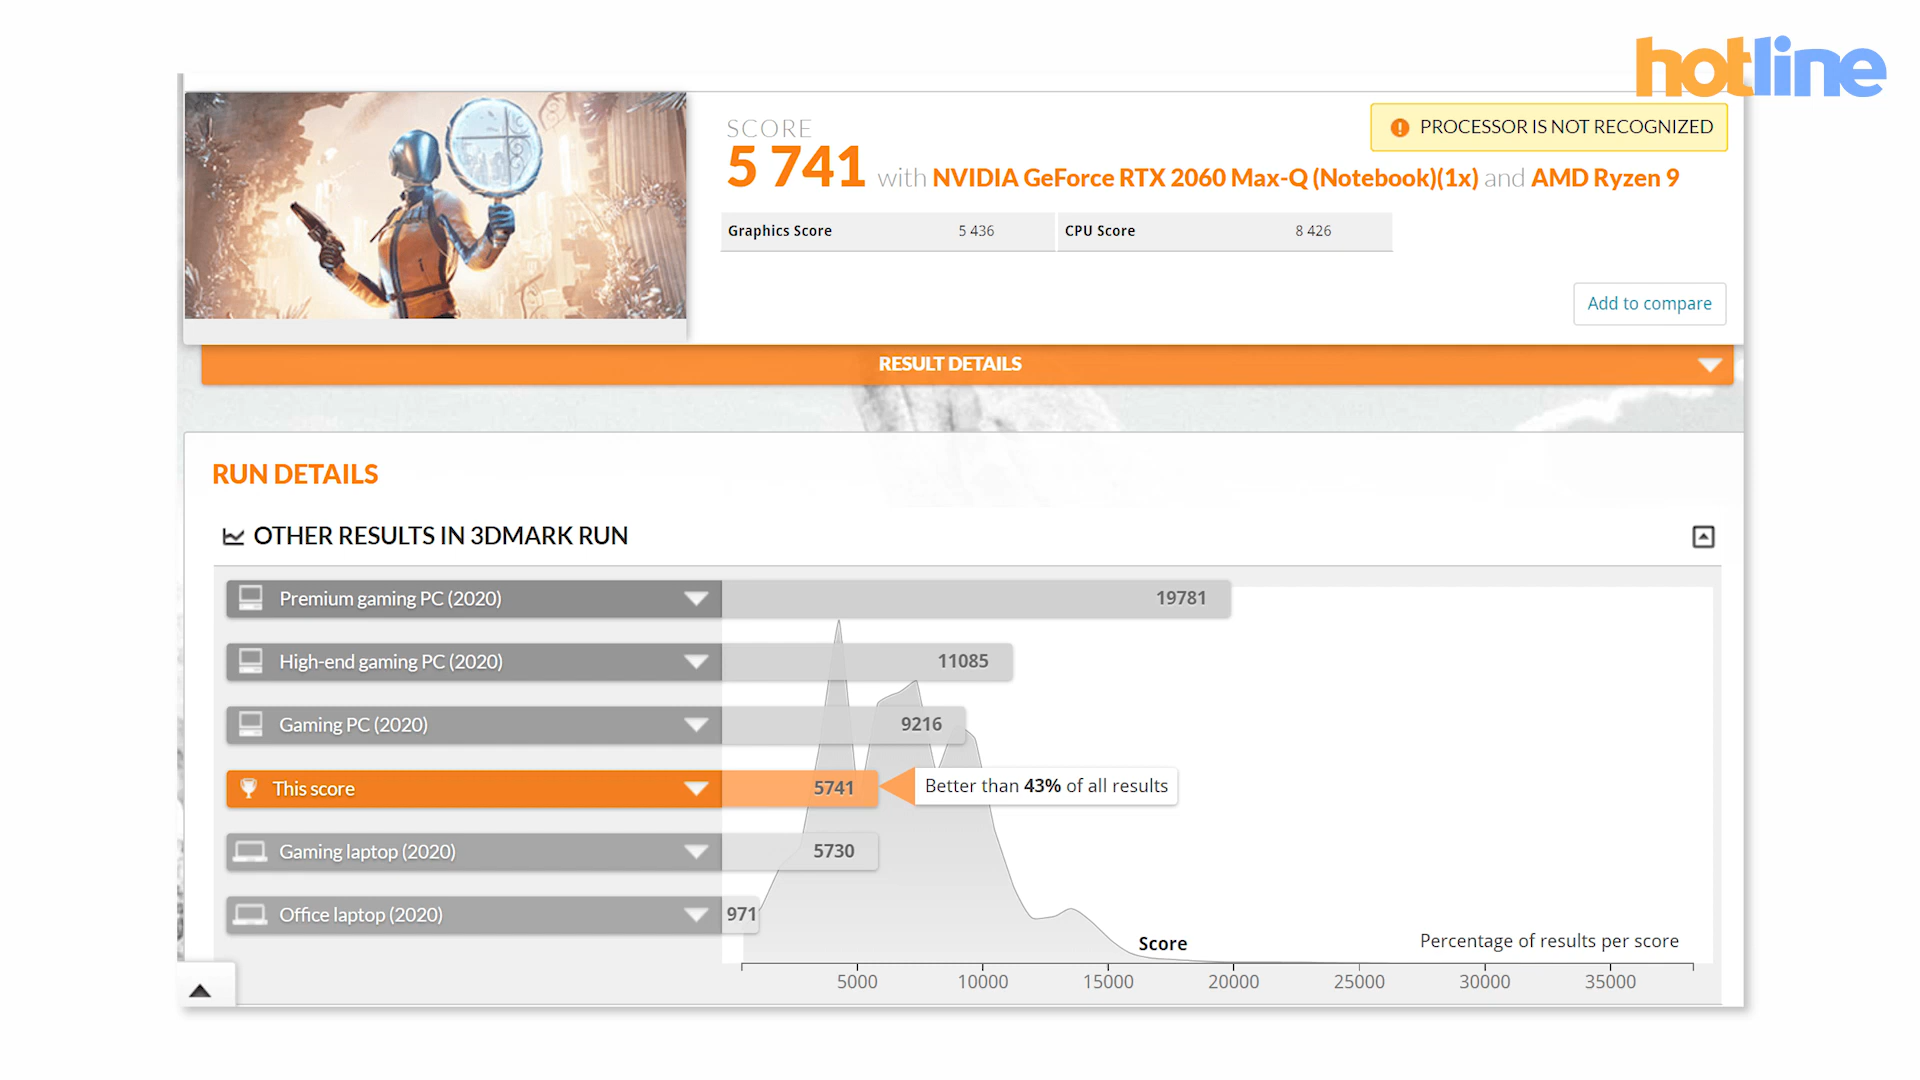 hotline
SCORE
PROCESSOR IS NOT RECOGNIZED
5 741 with NVIDIA GeForce RTX 2060 Max-Q (Notebook)(1x) and AMD Ryzen 9
Graphics Score 5 436 CPU Score 8 426
Add to compare
RESULT DETAILS
RUN DETAILS
OTHER RESULTS IN 3DMARK RUN
Premium gaming PC (2020) 19781
High-end gaming PC (2020) 11085
Gaming PC (2020) 9216
This score 5741 Better than 43% of all results
Gaming laptop (2020) 5730
Office laptop (2020) 971
Score Percentage of results per score
5000 10000 15000 20000 25000 30000 35000